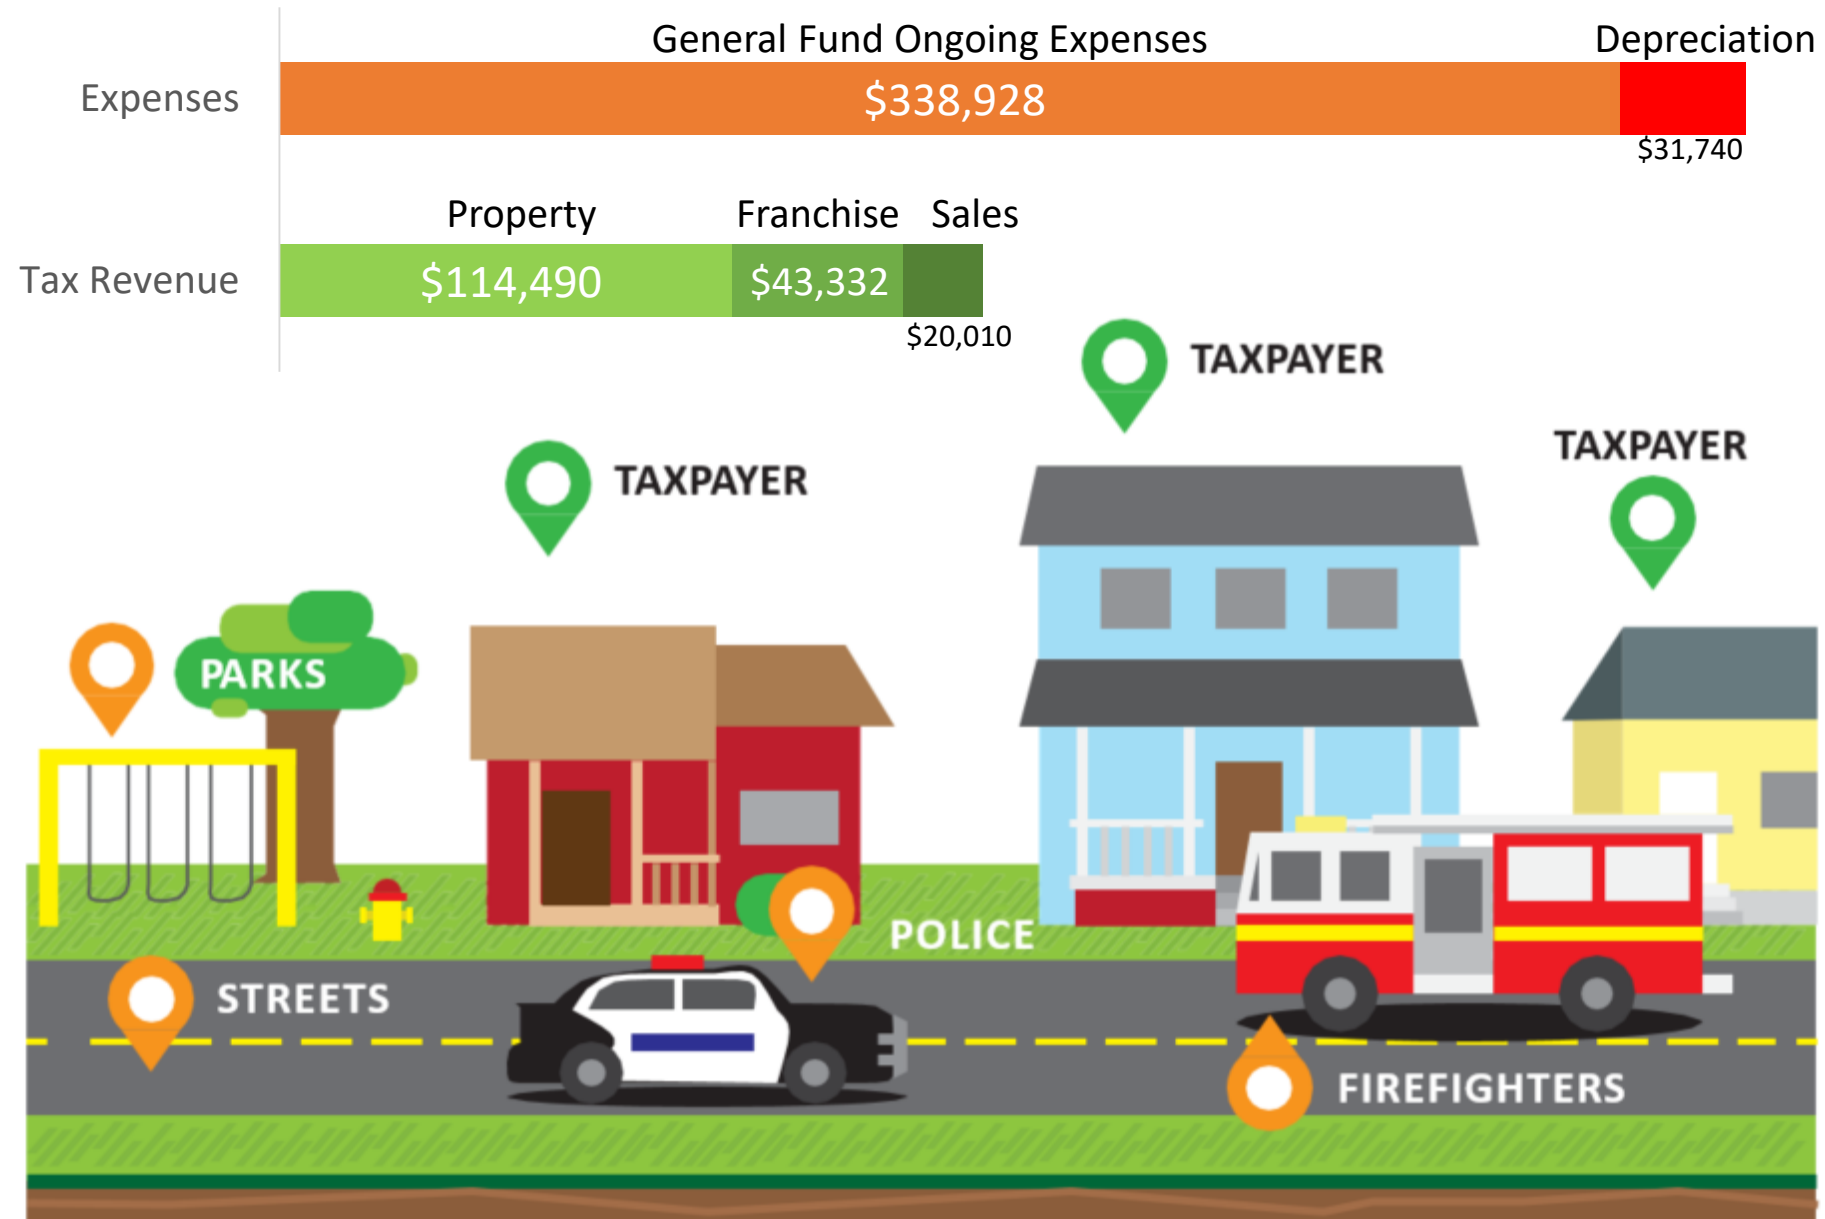 General Fund Ongoing Expenses
Depreciation
Expenses
$338,928
$31,740
Property
Franchise
Sales
Tax Revenue
$114,490
$43,332
$20,010
TAXPAYER
TAXPAYER
TAXPAYER
PARKS
POLICE
STREETS
FIREFIGHTERS